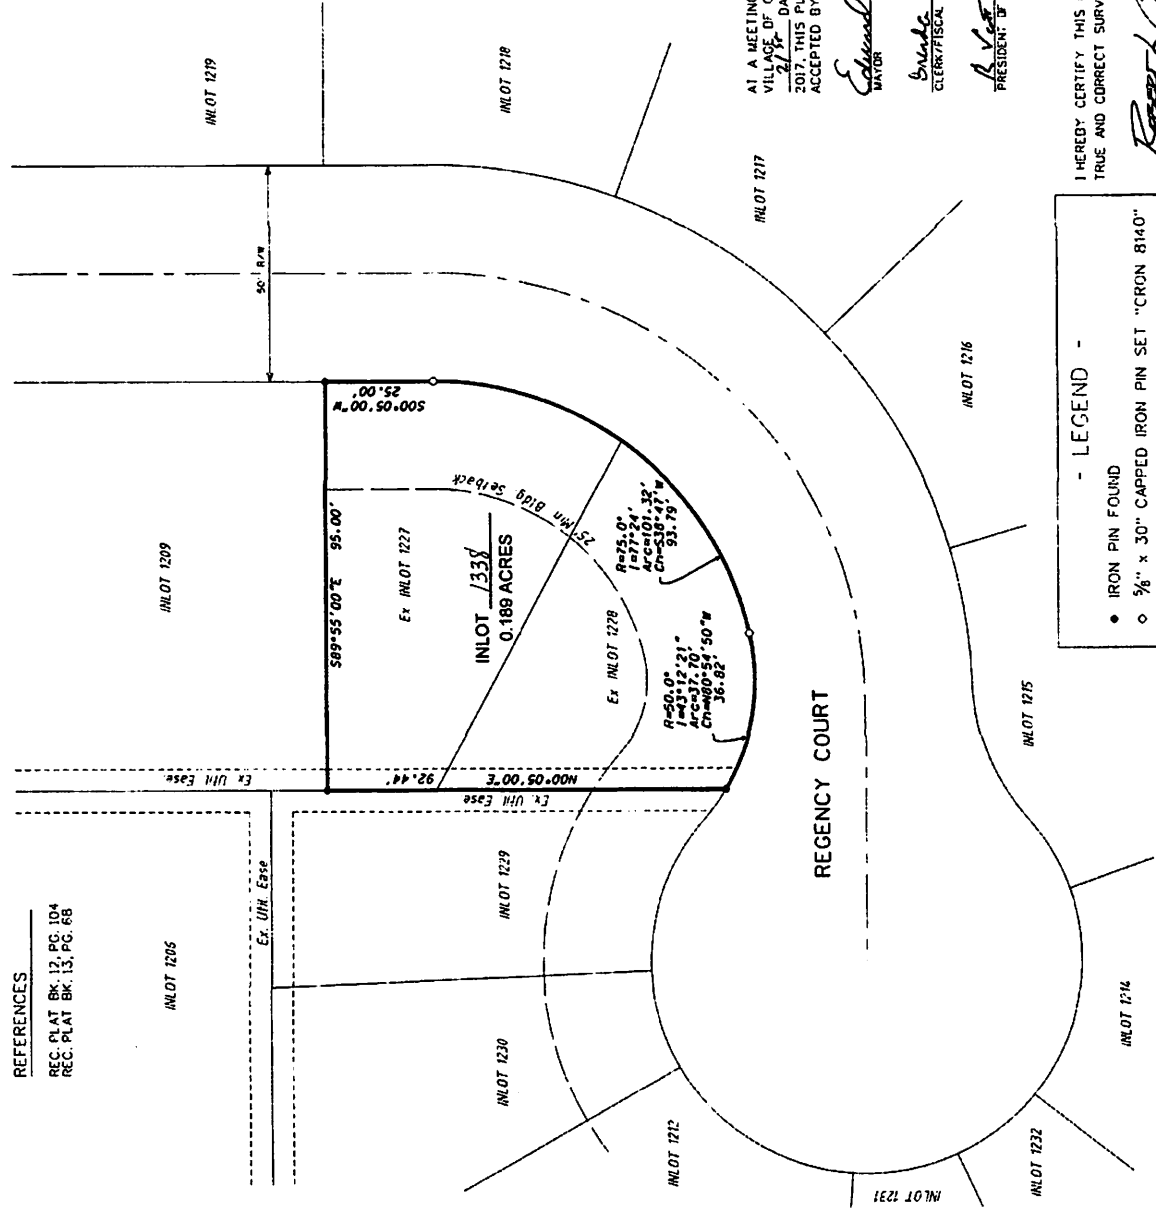 REFERENCES
REC. PLAT BK. 12, PG. 104
REC. PLAT BK. 13, PG. 6B
INLOT 1206
INLOT 1209
INLOT 1219
Ex. Util. Ease
Ex Util Ease
50' R/W
INLOT 1218
S89°55'00"E 95.00'
S00°05'00"W
25.00'
Ex INLOT 1227
INLOT 1338
0.189 ACRES
25' Min Bldg Setback
N00°05'00"E 92.44'
Ex. Util Ease
INLOT 1230
INLOT 1229
Ex INLOT 1228
R=75.0'
I=77°24'
Arc=101.32'
Ch=S38°47'W
93.79'
R=50.0'
I=43°12'21"
Arc=37.70'
Ch=N80°54'50"W
36.82'
INLOT 1212
INLOT 1217
REGENCY COURT
INLOT 1231
INLOT 1232
INLOT 1214
INLOT 1215
INLOT 1216
AT A MEETING
VILLAGE OF
21st DA
2017, THIS PL
ACCEPTED BY
Edward
MAYOR
Brenda
CLERK/FISCAL
PRESIDENT OF
- LEGEND -
● IRON PIN FOUND
○ 5/8" x 30" CAPPED IRON PIN SET "CRON 8140"
I HEREBY CERTIFY THIS
TRUE AND CORRECT SURV
Robert